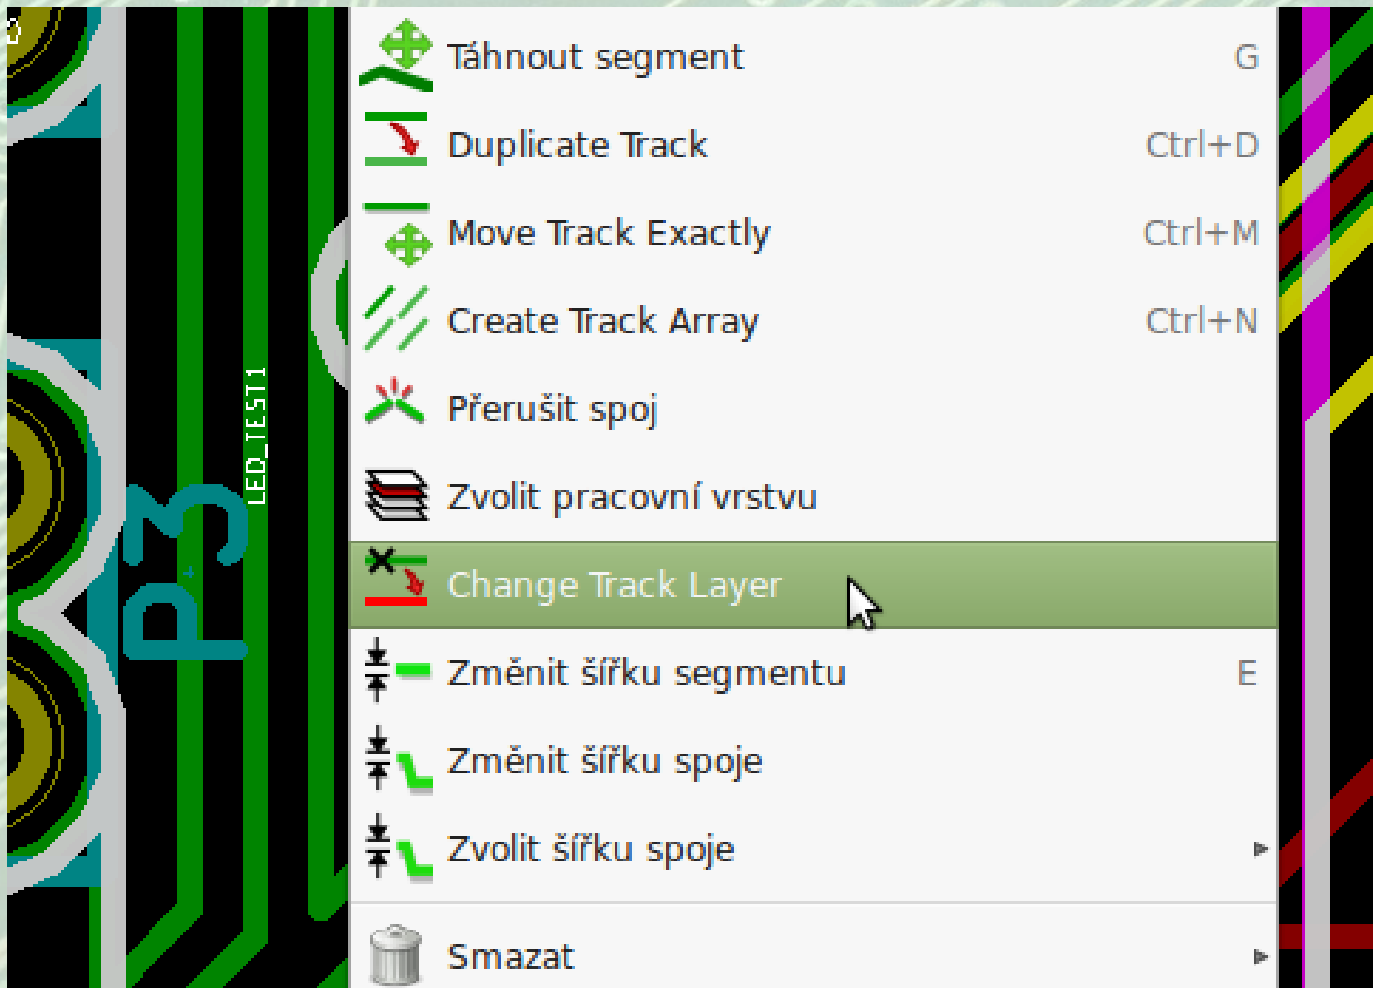 Táhnout segment G
Duplicate Track Ctrl+D
Move Track Exactly Ctrl+M
Create Track Array Ctrl+N
Přerušit spoj
Zvolit pracovní vrstvu
Change Track Layer
Změnit šířku segmentu E
Změnit šířku spoje
Zvolit šířku spoje
Smazat
LED_TEST1
P3